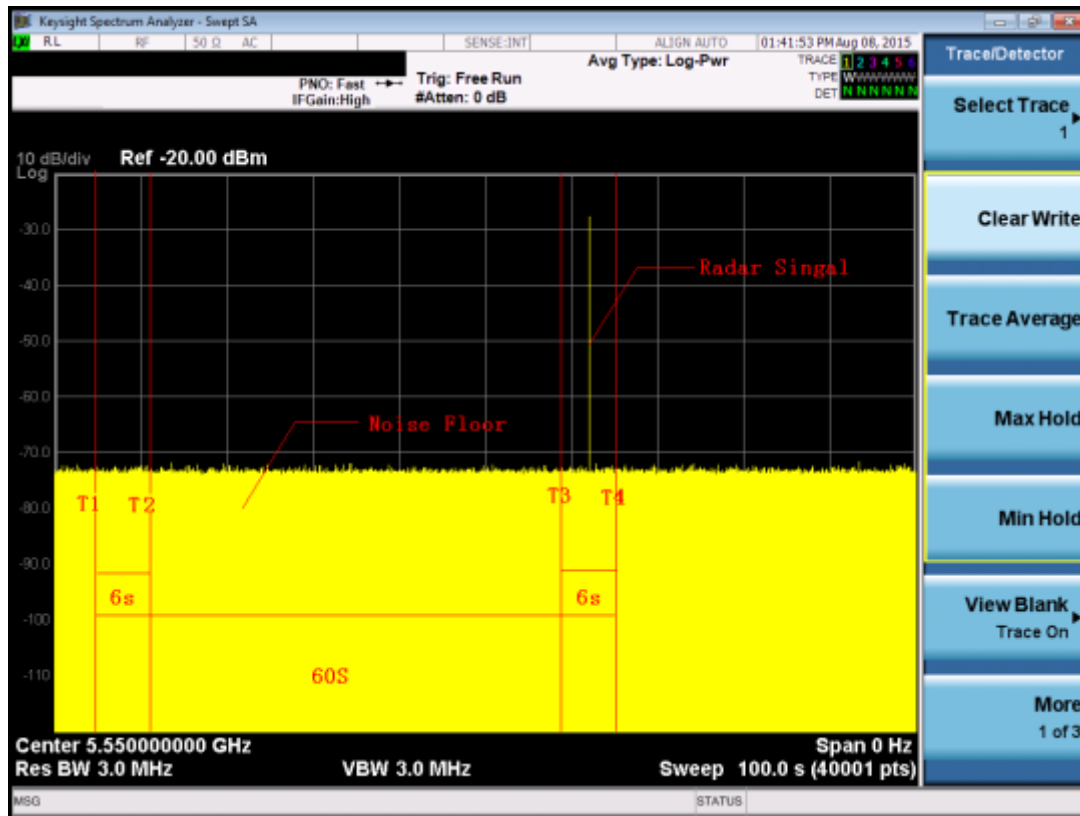 Keysight Spectrum Analyzer - Swept SA
RL RF 50 Ω AC SENSE:INT ALIGN AUTO 01:41:53 PM Aug 08, 2015
Avg Type: Log-Pwr
TRACE 1 2 3 4 5 6
PNO: Fast
Trig: Free Run
TYPE WWWWWWW
IFGain:High
#Atten: 0 dB
DET N N N N N N
10 dB/div Ref -20.00 dBm
Log
-30.0
Radar Singal
-40.0
-50.0
-60.0
Noise Floor
-70.0
T1 T2 T3 T4
-80.0
-90.0
6s 6s
-100
60S
-110
Center 5.550000000 GHz Span 0 Hz
Res BW 3.0 MHz VBW 3.0 MHz Sweep 100.0 s (40001 pts)
MSG STATUS
Trace/Detector
Select Trace
1
Clear Write
Trace Average
Max Hold
Min Hold
View Blank
Trace On
More
1 of 3